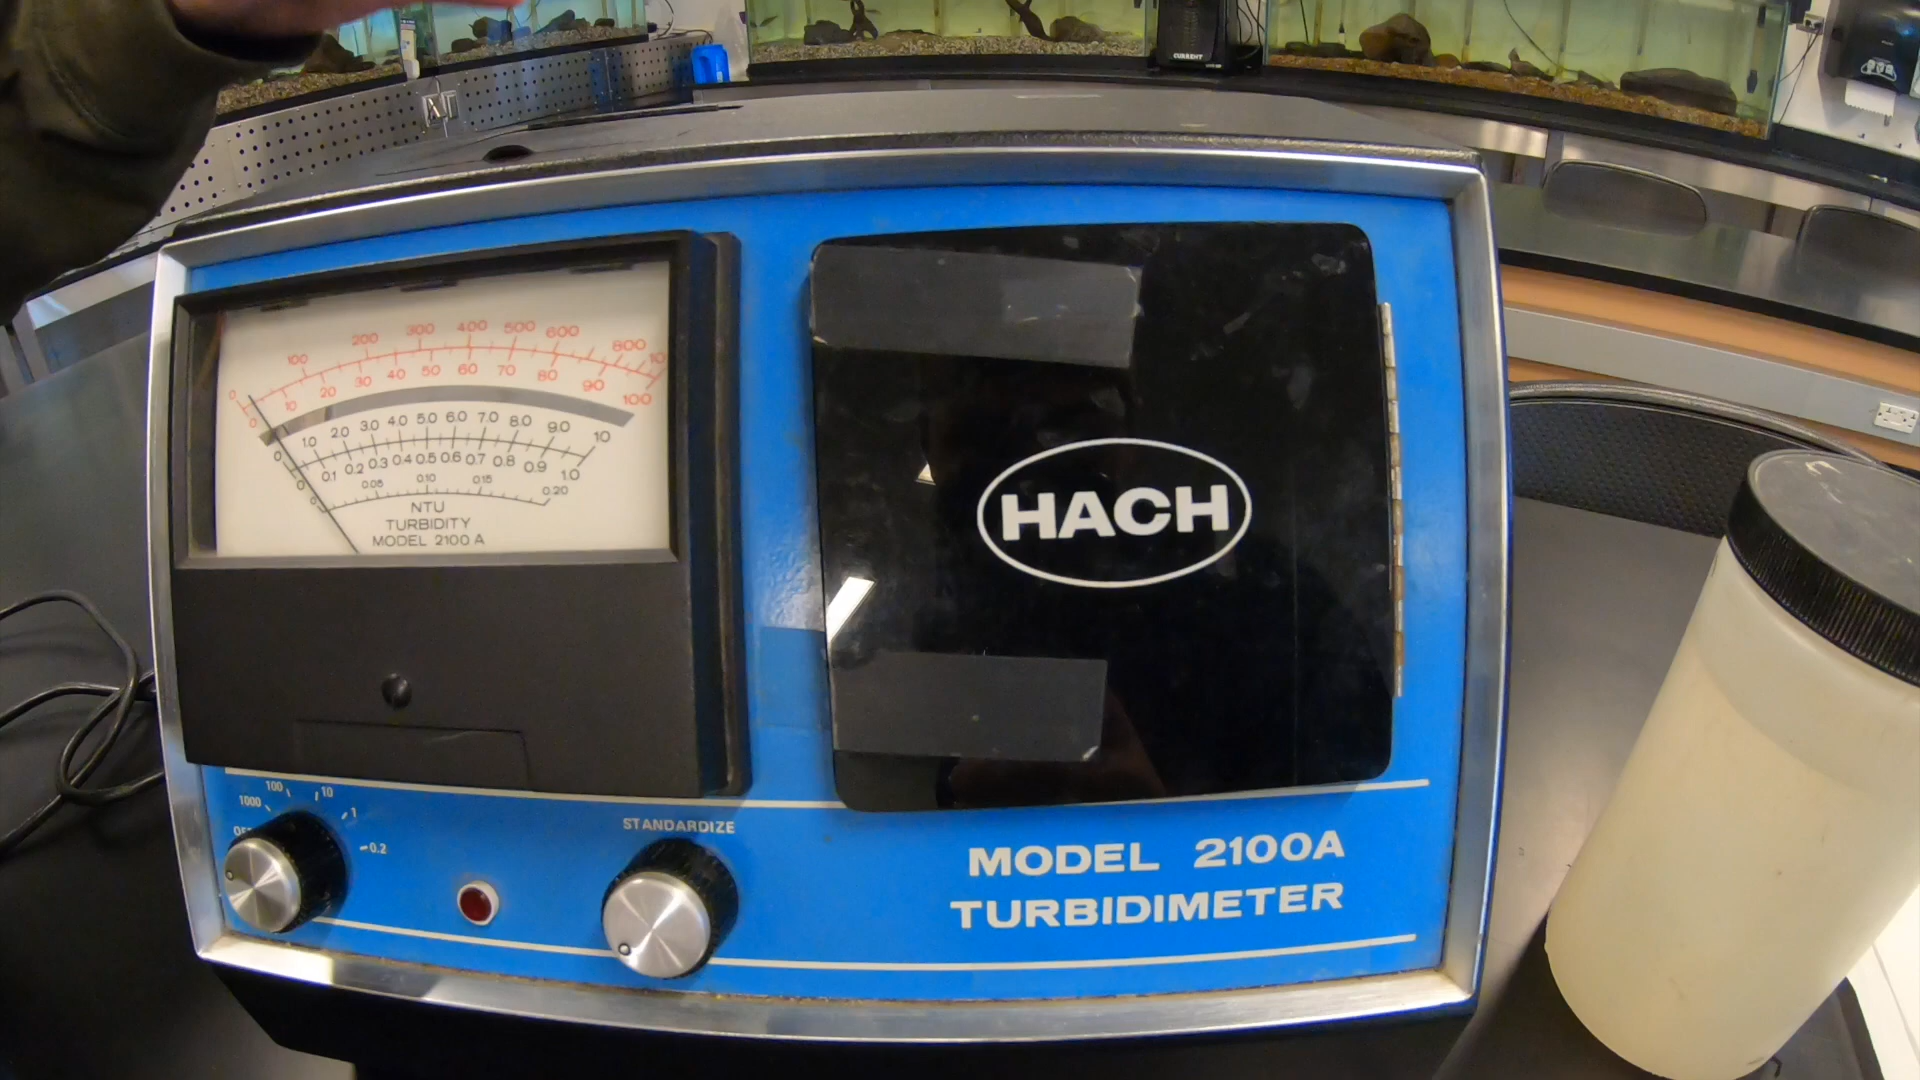 CURRENT
0 100 200 300 400 500 600 800 10
0 10 20 30 40 50 60 70 80 90 100
0 1.0 2.0 3.0 4.0 5.0 6.0 7.0 8.0 9.0 10
0 0.1 0.2 0.3 0.4 0.5 0.6 0.7 0.8 0.9 1.0
0 0.05 0.10 0.15 0.20
NTU
TURBIDITY
MODEL 2100 A
HACH
1000 100 10 1 0.2
STANDARDIZE
MODEL 2100A
TURBIDIMETER